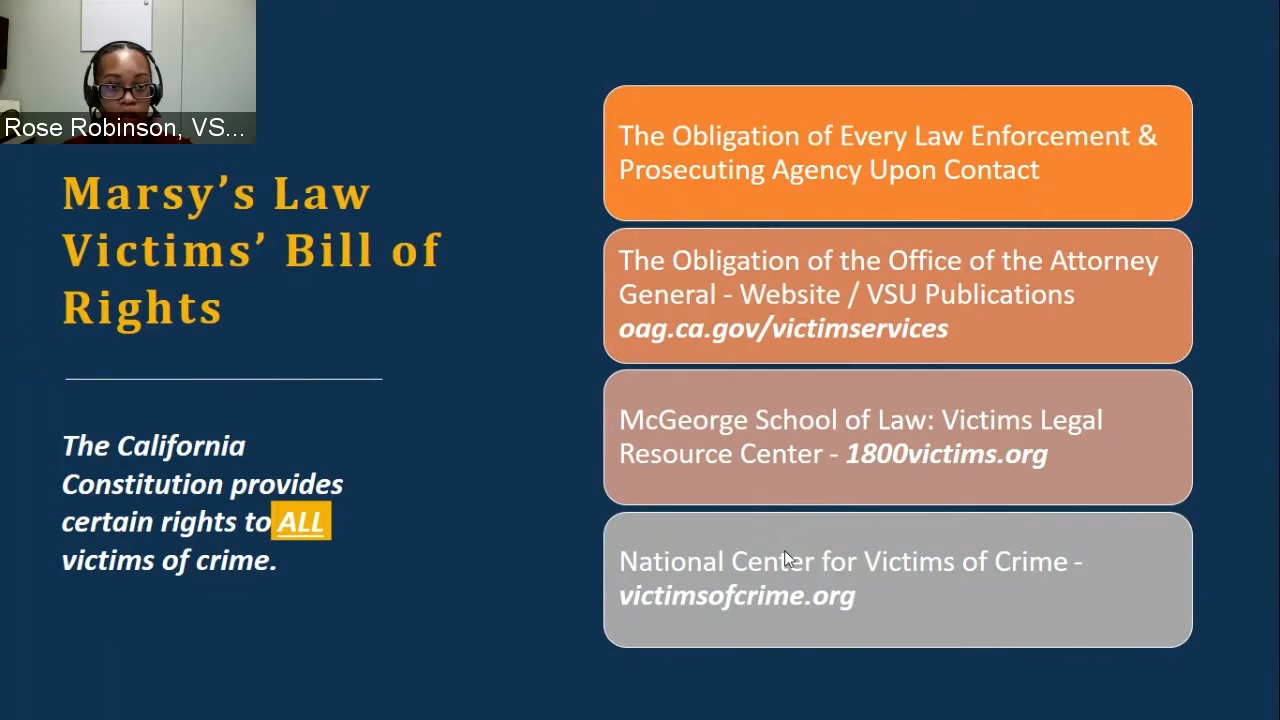 Rose Robinson, VS...
Marsy's Law
Victims' Bill of
Rights
The California
Constitution provides
certain rights to ALL
victims of crime.
The Obligation of Every Law Enforcement &
Prosecuting Agency Upon Contact
The Obligation of the Office of the Attorney
General - Website / VSU Publications
oag.ca.gov/victimservices
McGeorge School of Law: Victims Legal
Resource Center - 1800victims.org
National Center for Victims of Crime -
victimsofcrime.org